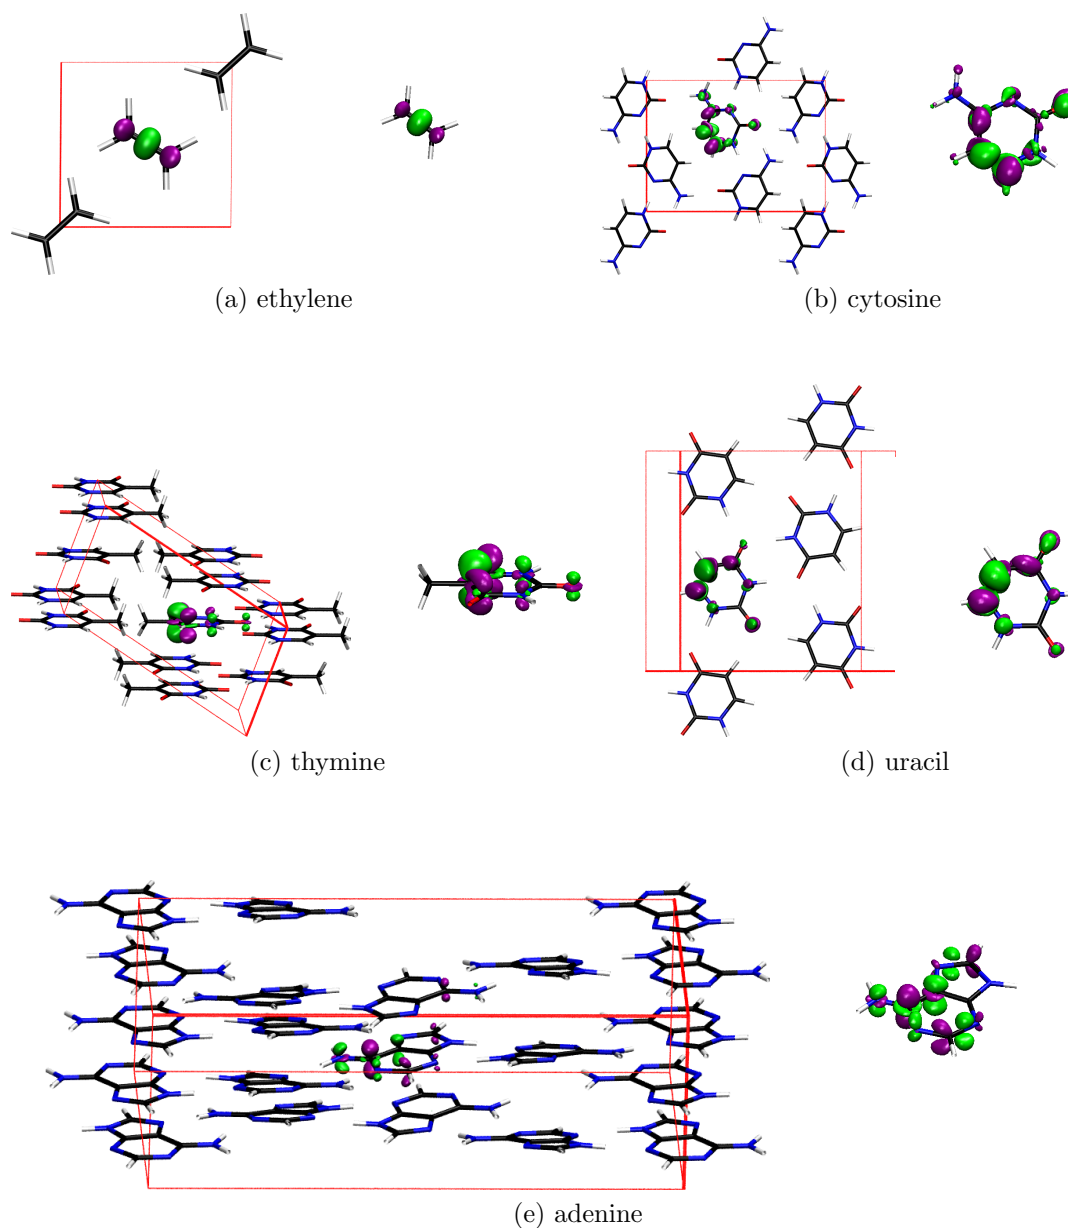 (a) ethylene
(b) cytosine
(c) thymine
(d) uracil
(e) adenine